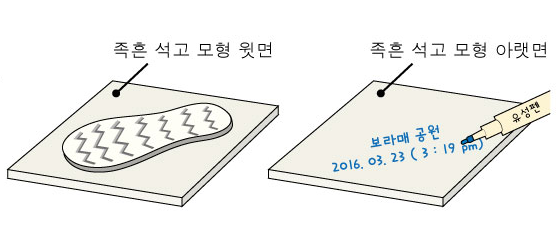 족흔 석고 모형 윗면
족흔 석고 모형 아랫면
유성펜
보라매 공원
2016. 03. 23 ( 3 : 19 pm)